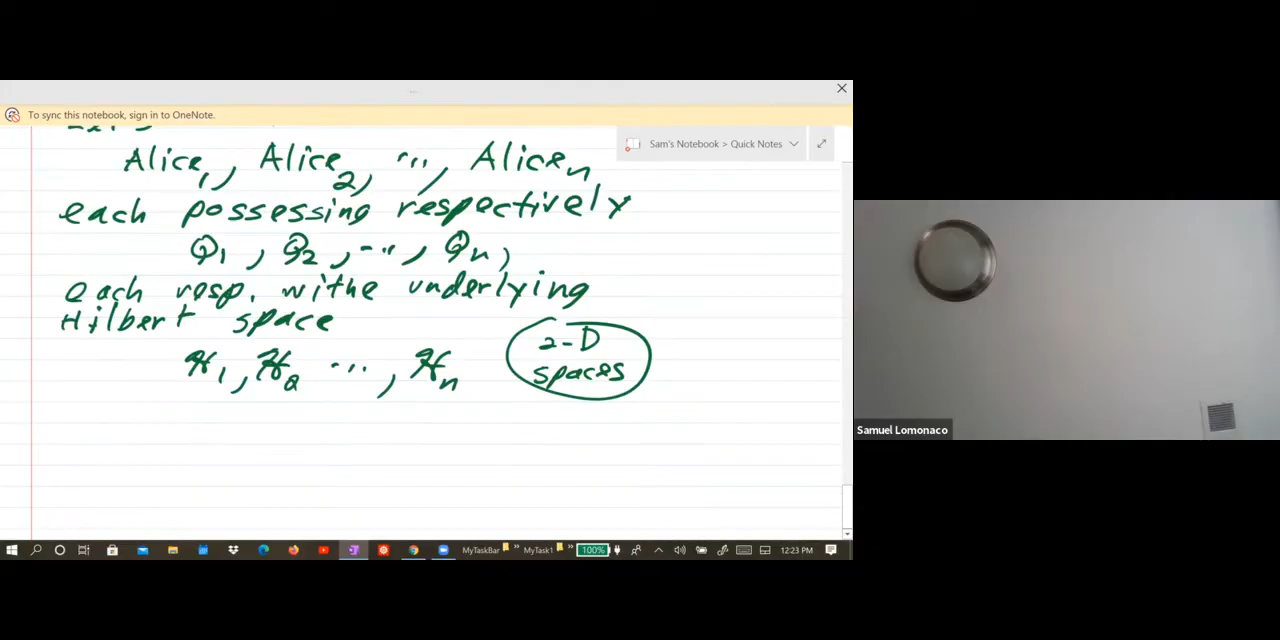 To sync this notebook, sign in to OneNote.
Sam's Notebook > Quick Notes
Alice₁, Alice₂, ..., Aliceₙ
each possessing respectively
Q₁, Q₂, ..., Qₙ,
each resp. withe underlying
Hilbert space
ℋ₁, ℋ₂ ..., ℋₙ
2-D
spaces
Samuel Lomonaco
MyTaskBar » MyTask1 » 100% 12:23 PM